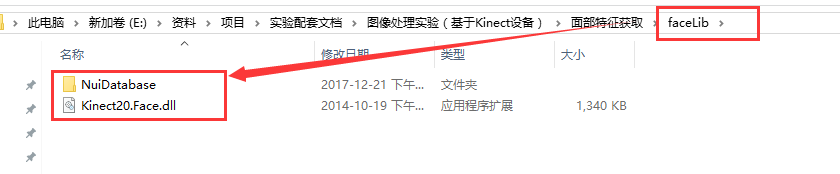 此电脑 › 新加卷 (E:) › 资料 › 项目 › 实验配套文档 › 图像处理实验（基于Kinect设备） › 面部特征获取 › faceLib ›
名称 修改日期 类型 大小
NuiDatabase 2017-12-21 下午... 文件夹
Kinect20.Face.dll 2014-10-19 下午... 应用程序扩展 1,340 KB